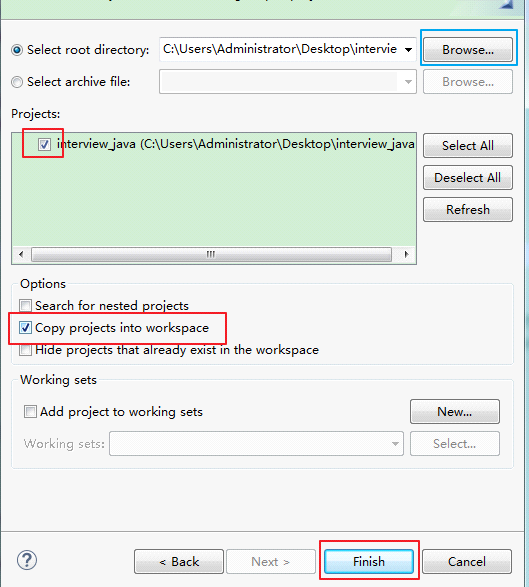 Select root directory: C:\Users\Administrator\Desktop\intervie Browse...
Select archive file: Browse...
Projects:
interview_java (C:\Users\Administrator\Desktop\interview_java Select All
Deselect All
Refresh
Options
Search for nested projects
Copy projects into workspace
Hide projects that already exist in the workspace
Working sets
Add project to working sets New...
Working sets: Select...
? < Back Next > Finish Cancel